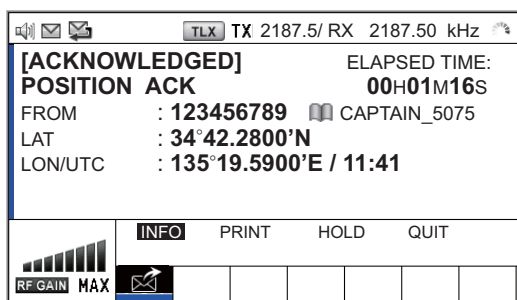 TLX TX 2187.5/ RX 2187.50 kHz
[ACKNOWLEDGED] ELAPSED TIME:
POSITION ACK 00H01M16S
FROM : 123456789 CAPTAIN_5075
LAT : 34°42.2800’N
LON/UTC : 135°19.5900’E / 11:41
INFO PRINT HOLD QUIT
RF GAIN MAX